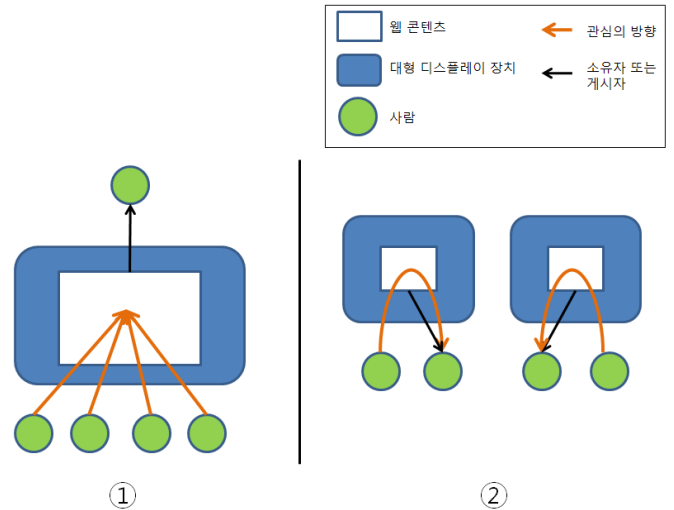 웹 콘텐츠
관심의 방향
대형 디스플레이 장치
소유자 또는
게시자
사람
①
②